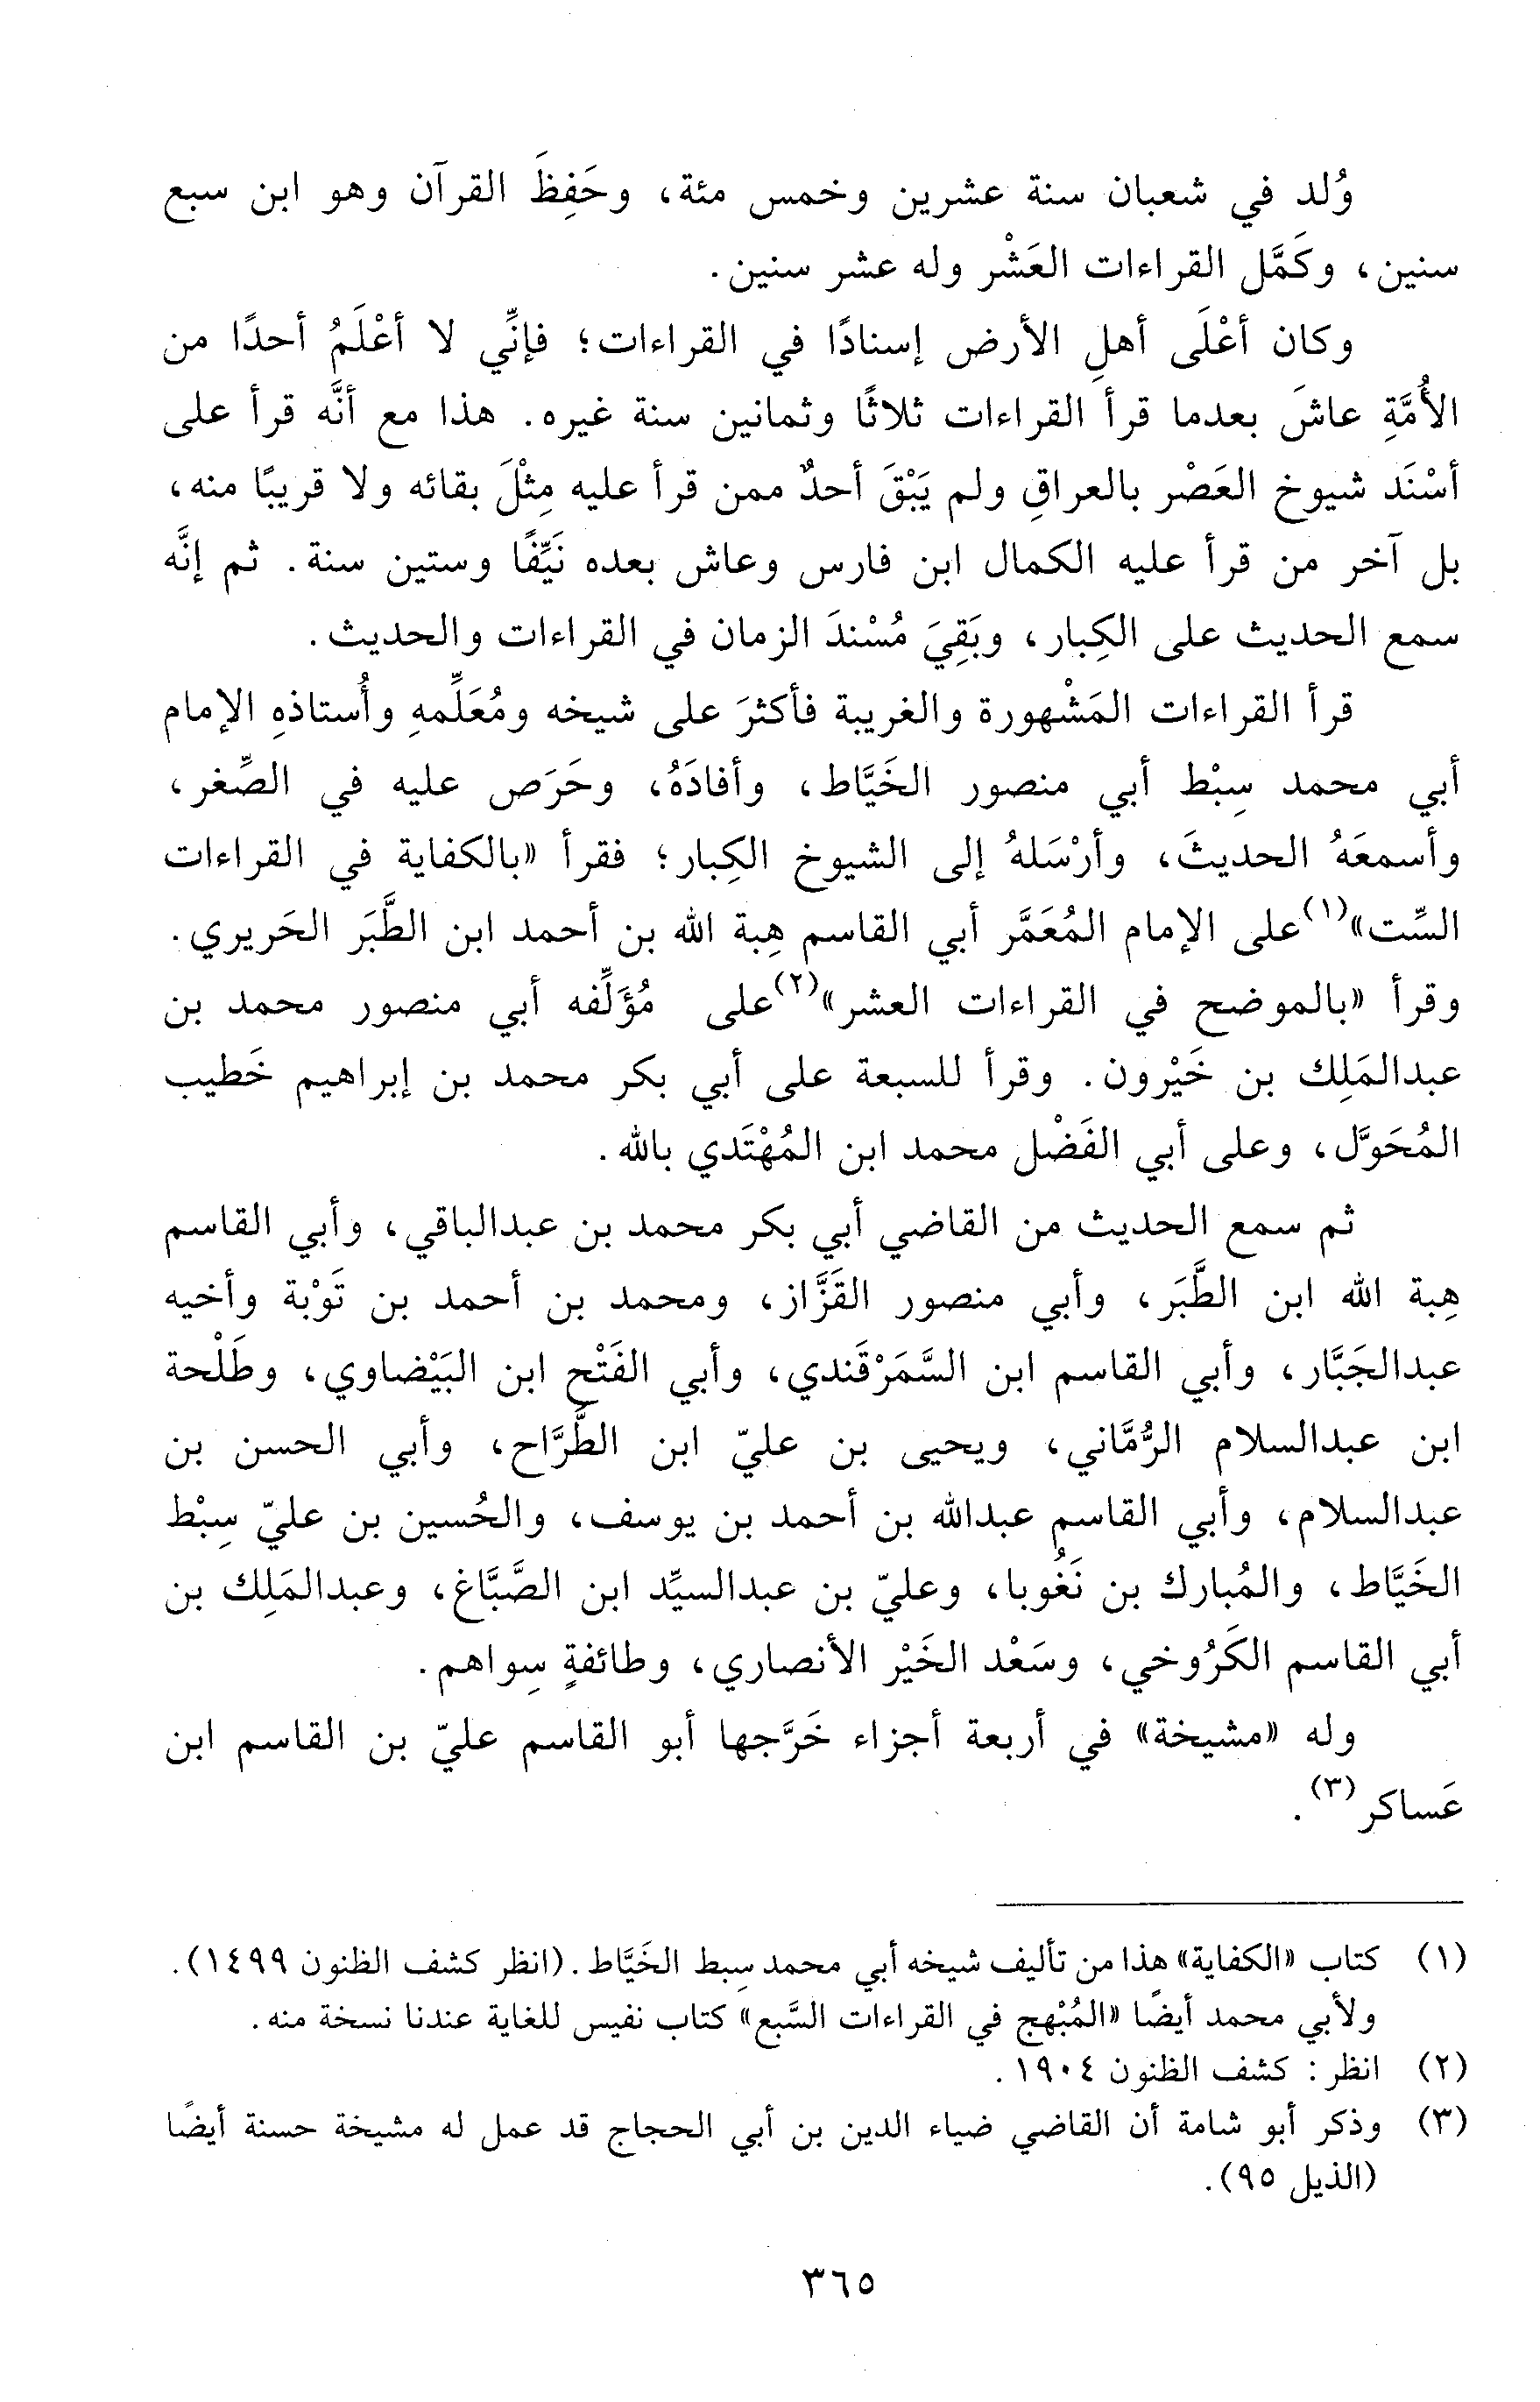 وُلد في شعبان سنة عشرين وخمس مئة، وحَفِظَ القرآن وهو ابن سبع
سنين، وكَمَّل القراءات العَشْر وله عشر سنين.
وكان أعْلَى أهلِ الأرض إسنادًا في القراءات؛ فإنِّي لا أعْلَمُ أحدًا من
الأُمَّةِ عاشَ بعدما قرأ القراءات ثلاثًا وثمانين سنة غيره. هذا مع أنَّه قرأ على
أسْنَد شيوخ العَصْر بالعراقِ ولم يَبْقَ أحدٌ ممن قرأ عليه مِثْلَ بقائه ولا قريبًا منه،
بل آخر من قرأ عليه الكمال ابن فارس وعاش بعده نَيِّفًا وستين سنة. ثم إنَّه
سمع الحديث على الكِبار، وبَقِيَ مُسْندَ الزمان في القراءات والحديث.
قرأ القراءات المَشْهورة والغريبة فأكثرَ على شيخه ومُعَلِّمهِ وأُستاذهِ الإمام
أبي محمد سِبْط أبي منصور الخَيَّاط، وأفادَهُ، وحَرَص عليه في الصِّغر،
وأسمعَهُ الحديثَ، وأرْسَلهُ إلى الشيوخ الكِبار؛ فقرأ «بالكفاية في القراءات
السِّت»(١) على الإمام المُعَمَّر أبي القاسم هِبة الله بن أحمد ابن الطَّبَر الحَريري.
وقرأ «بالموضح في القراءات العشر»(٢) على مُؤَلِّفه أبي منصور محمد بن
عبدالمَلِك بن خَيْرون. وقرأ للسبعة على أبي بكر محمد بن إبراهيم خَطيب
المُحَوَّل، وعلى أبي الفَضْل محمد ابن المُهْتَدي بالله.
ثم سمع الحديث من القاضي أبي بكر محمد بن عبدالباقي، وأبي القاسم
هِبة الله ابن الطَّبَر، وأبي منصور القَزَّاز، ومحمد بن أحمد بن تَوْبة وأخيه
عبدالجَبَّار، وأبي القاسم ابن السَّمَرْقَندي، وأبي الفَتْح ابن البَيْضاوي، وطَلْحة
ابن عبدالسلام الرُّمَّاني، ويحيى بن عليّ ابن الطَّرَّاح، وأبي الحسن بن
عبدالسلام، وأبي القاسم عبدالله بن أحمد بن يوسف، والحُسين بن عليّ سِبْط
الخَيَّاط، والمُبارك بن نَغُوبا، وعليّ بن عبدالسيِّد ابن الصَّبَّاغ، وعبدالمَلِك بن
أبي القاسم الكَرُوخي، وسَعْد الخَيْر الأنصاري، وطائفةٍ سِواهم.
وله «مشيخة» في أربعة أجزاء خَرَّجها أبو القاسم عليّ بن القاسم ابن
عَساكر(٣).
(١) كتاب «الكفاية» هذا من تأليف شيخه أبي محمد سِبط الخَيَّاط. (انظر كشف الظنون ١٤٩٩).
ولأبي محمد أيضًا «المُبْهج في القراءات السَّبع» كتاب نفيس للغاية عندنا نسخة منه.
(٢) انظر: كشف الظنون ١٩٠٤.
(٣) وذكر أبو شامة أن القاضي ضياء الدين بن أبي الحجاج قد عمل له مشيخة حسنة أيضًا
(الذيل ٩٥).
٣٦٥